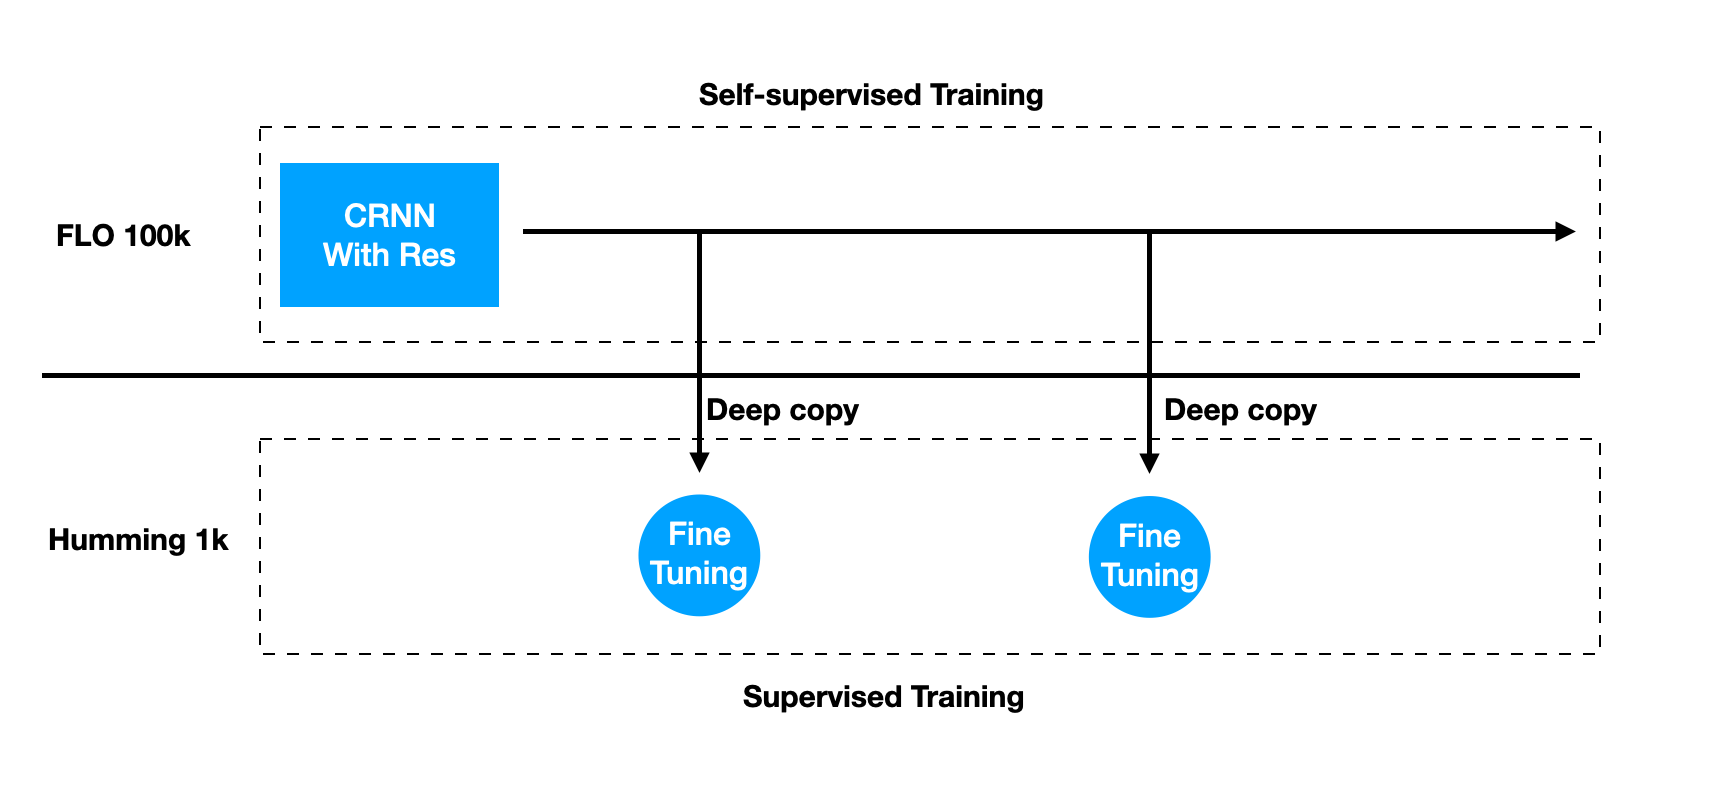 Self-supervised Training
FLO 100k
CRNN
With Res
Deep copy
Deep copy
Humming 1k
Fine
Tuning
Fine
Tuning
Supervised Training